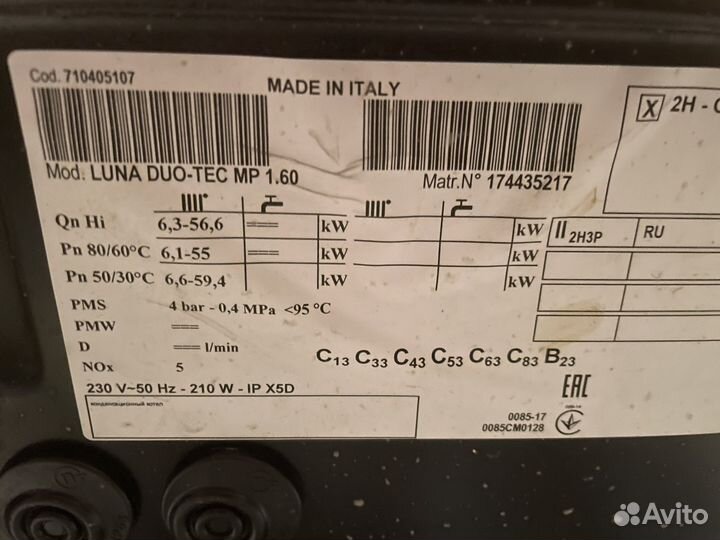 Cod. 710405107
MADE IN ITALY
X 2H -
Mod: LUNA DUO-TEC MP 1.60
Matr.N° 174435217
Qn Hi 6,3-56,6 === kW kW II2H3P RU
Pn 80/60°C 6,1-55 === kW kW
Pn 50/30°C 6,6-59,4 kW kW
PMS 4 bar - 0,4 MPa <95 °C
PMW ===
D === l/min
NOx 5
C13 C33 C43 C53 C63 C83 B23
230 V~50 Hz - 210 W - IP X5D
конденсационный котел
EAC
0085-17
0085CM0128
Avito